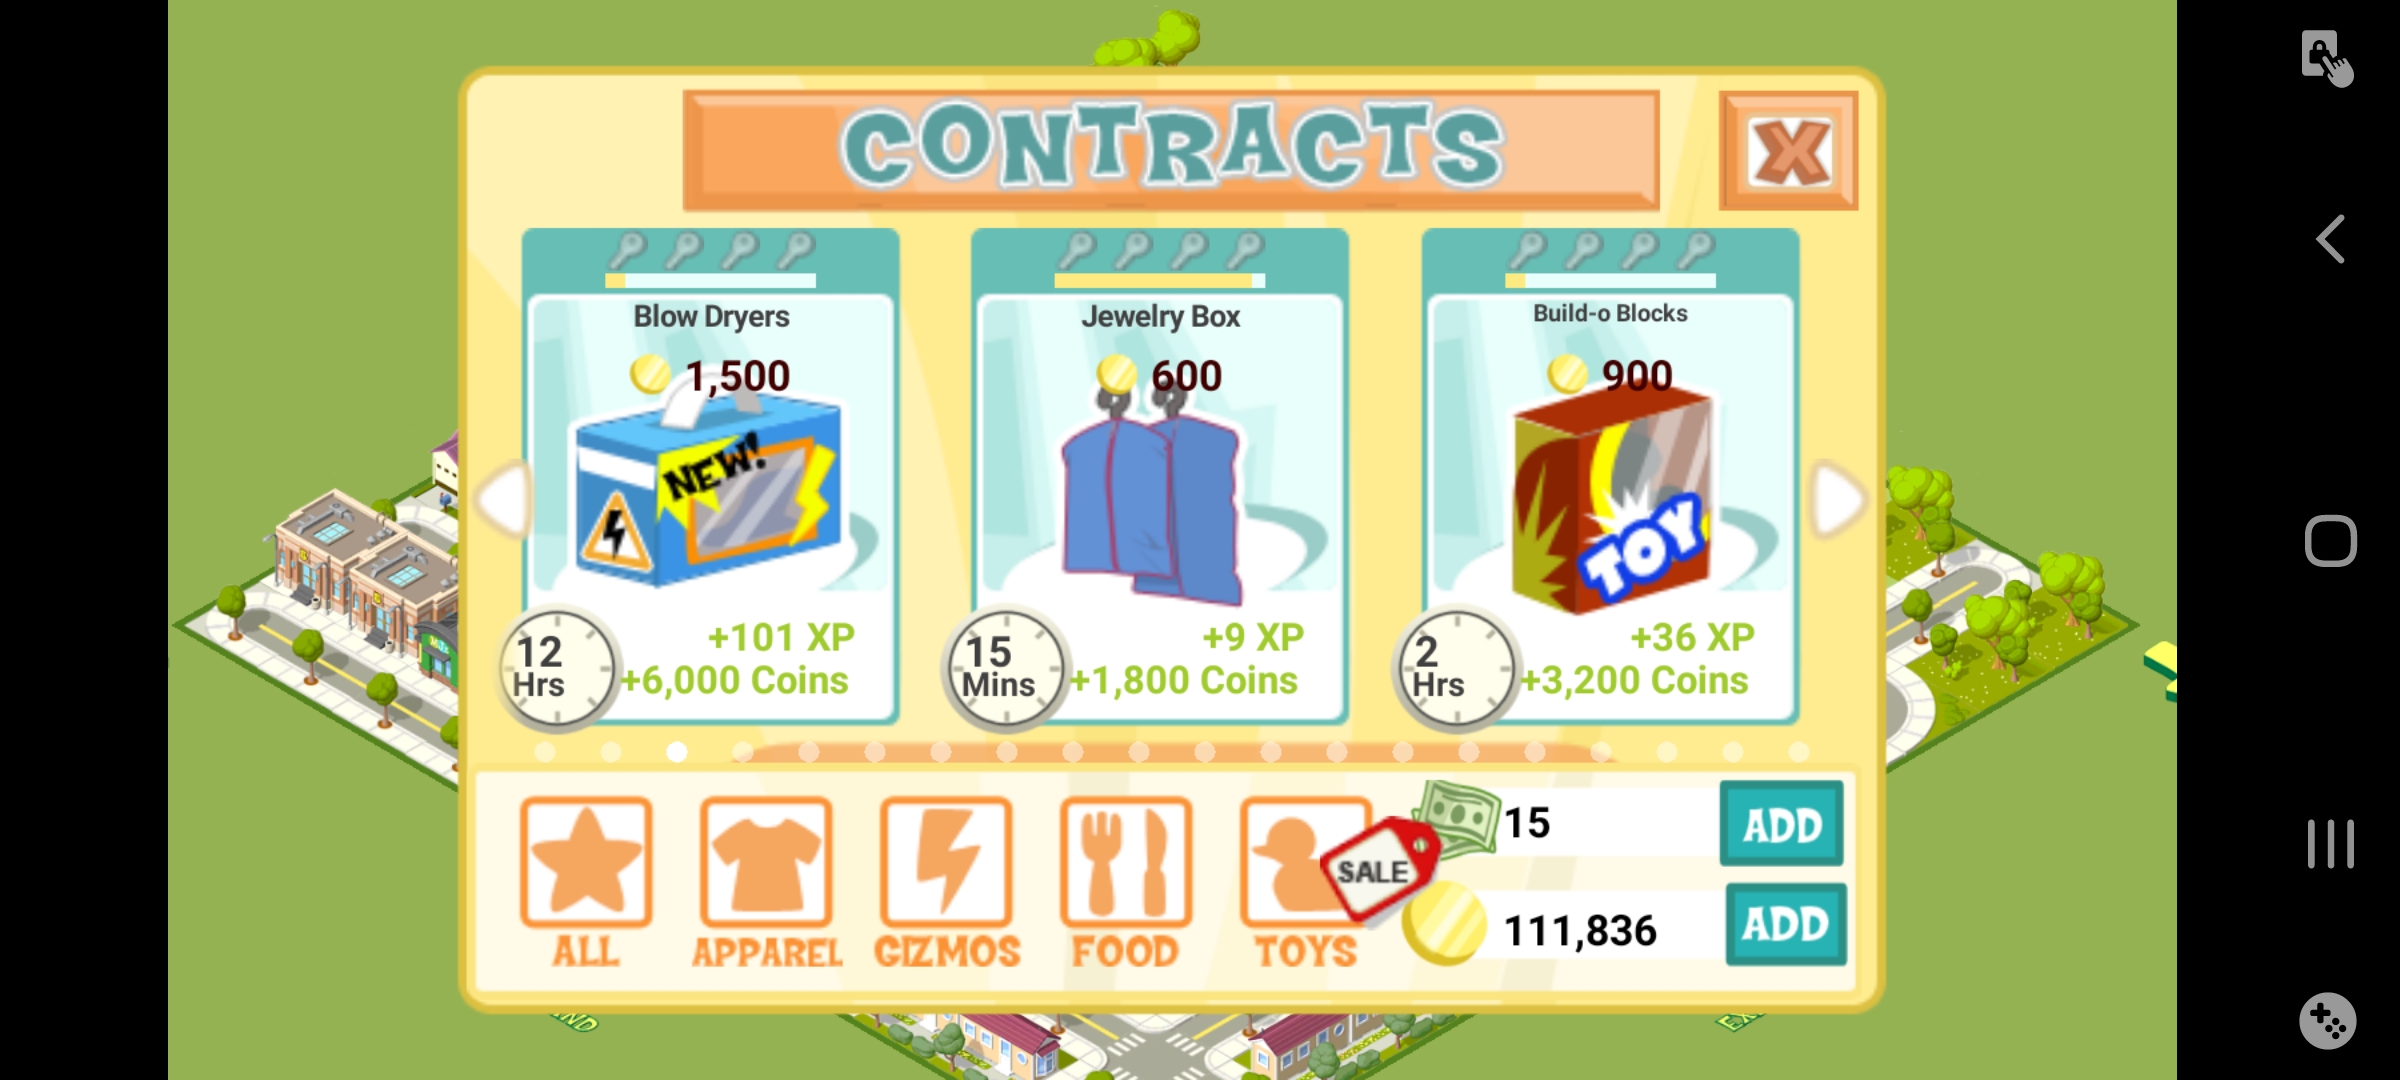 CONTRACTS
X
Blow Dryers
1,500
NEW!
12
Hrs
+101 XP
+6,000 Coins
Jewelry Box
600
15
Mins
+9 XP
+1,800 Coins
Build-o Blocks
900
TOY
2
Hrs
+36 XP
+3,200 Coins
ALL
APPAREL
GIZMOS
FOOD
TOYS
SALE
15
ADD
111,836
ADD